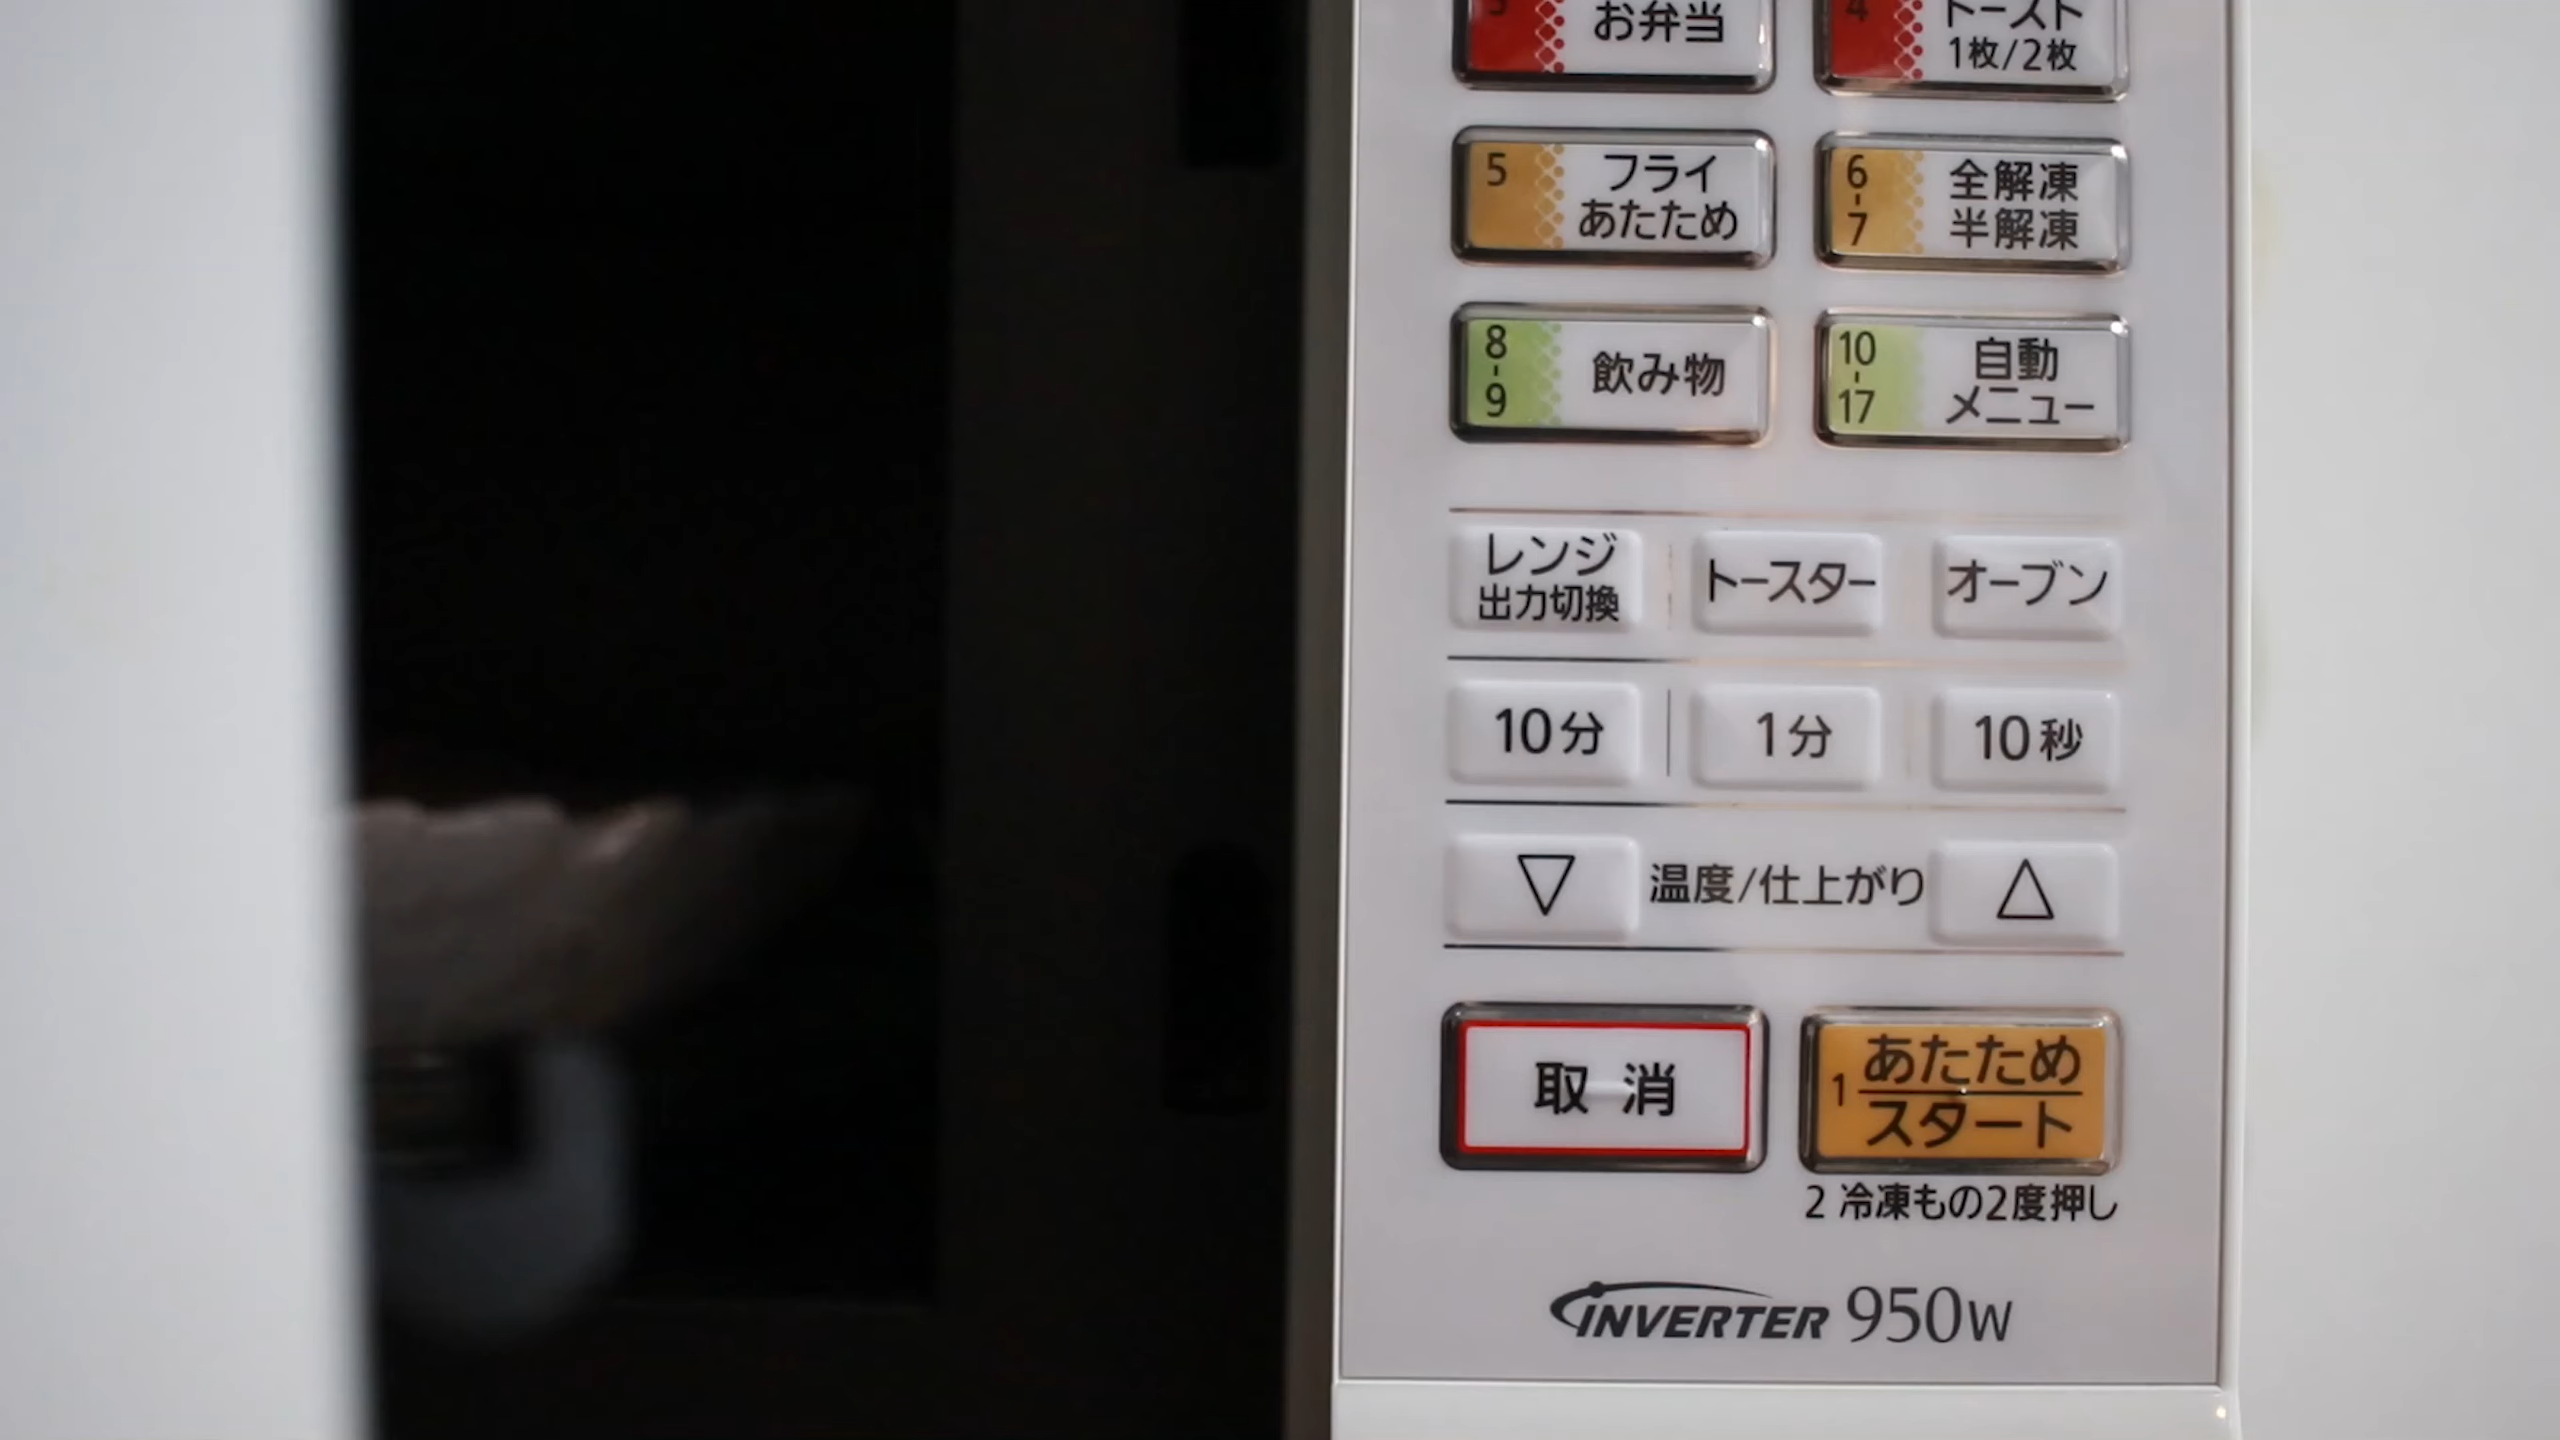 3 お弁当
4 トースト
1枚/2枚
5 フライ
あたため
6-7 全解凍
半解凍
8-9 飲み物
10-17 自動
メニュー
レンジ
出力切換
トースター
オーブン
10分
1分
10秒
▽ 温度/仕上がり △
取消
1 あたため
スタート
2 冷凍もの2度押し
INVERTER 950W